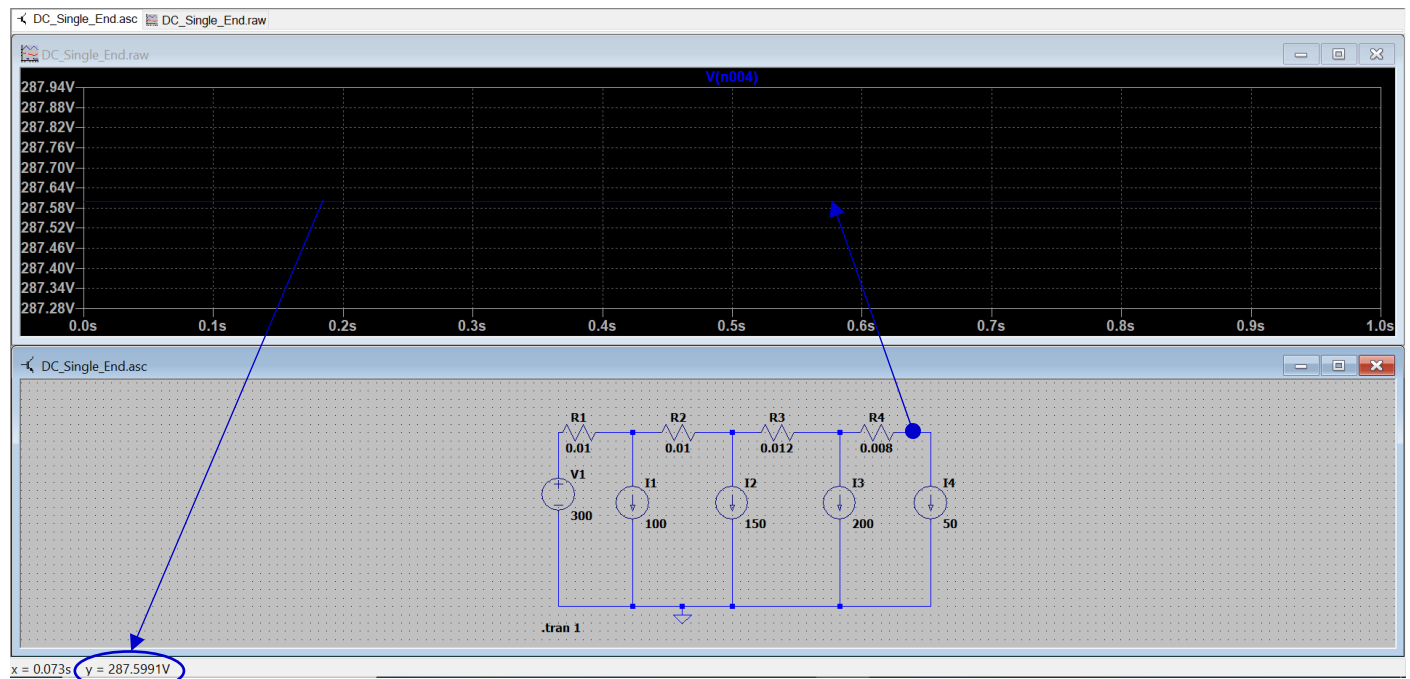 DC_Single_End.asc DC_Single_End.raw
DC_Single_End.raw
V(n004)
287.94V
287.88V
287.82V
287.76V
287.70V
287.64V
287.58V
287.52V
287.46V
287.40V
287.34V
287.28V
0.0s 0.1s 0.2s 0.3s 0.4s 0.5s 0.6s 0.7s 0.8s 0.9s 1.0s
DC_Single_End.asc
R1 R2 R3 R4
0.01 0.01 0.012 0.008
V1 I1 I2 I3 I4
300 100 150 200 50
.tran 1
x = 0.073s y = 287.5991V